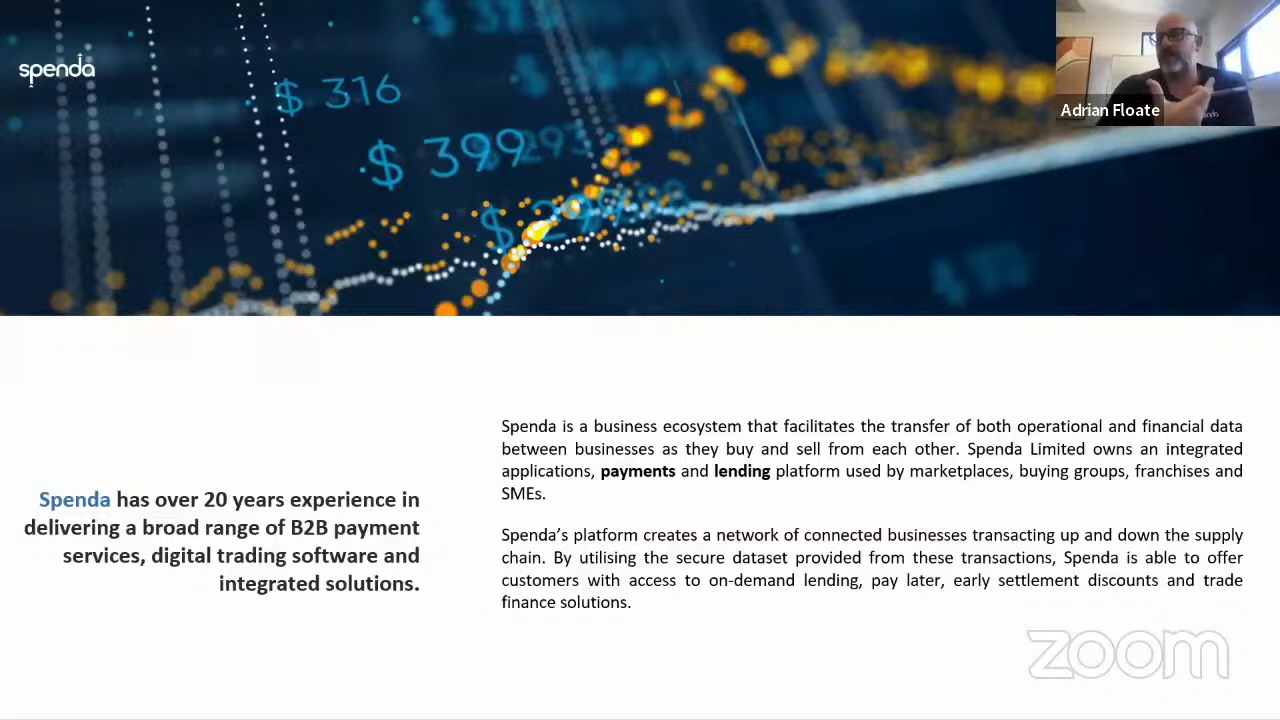 spenda
$ 316
$ 399
293
$ 299
Adrian Floate
Spenda has over 20 years experience in
delivering a broad range of B2B payment
services, digital trading software and
integrated solutions.
Spenda is a business ecosystem that facilitates the transfer of both operational and financial data
between businesses as they buy and sell from each other. Spenda Limited owns an integrated
applications, payments and lending platform used by marketplaces, buying groups, franchises and
SMEs.
Spenda’s platform creates a network of connected businesses transacting up and down the supply
chain. By utilising the secure dataset provided from these transactions, Spenda is able to offer
customers with access to on-demand lending, pay later, early settlement discounts and trade
finance solutions.
zoom